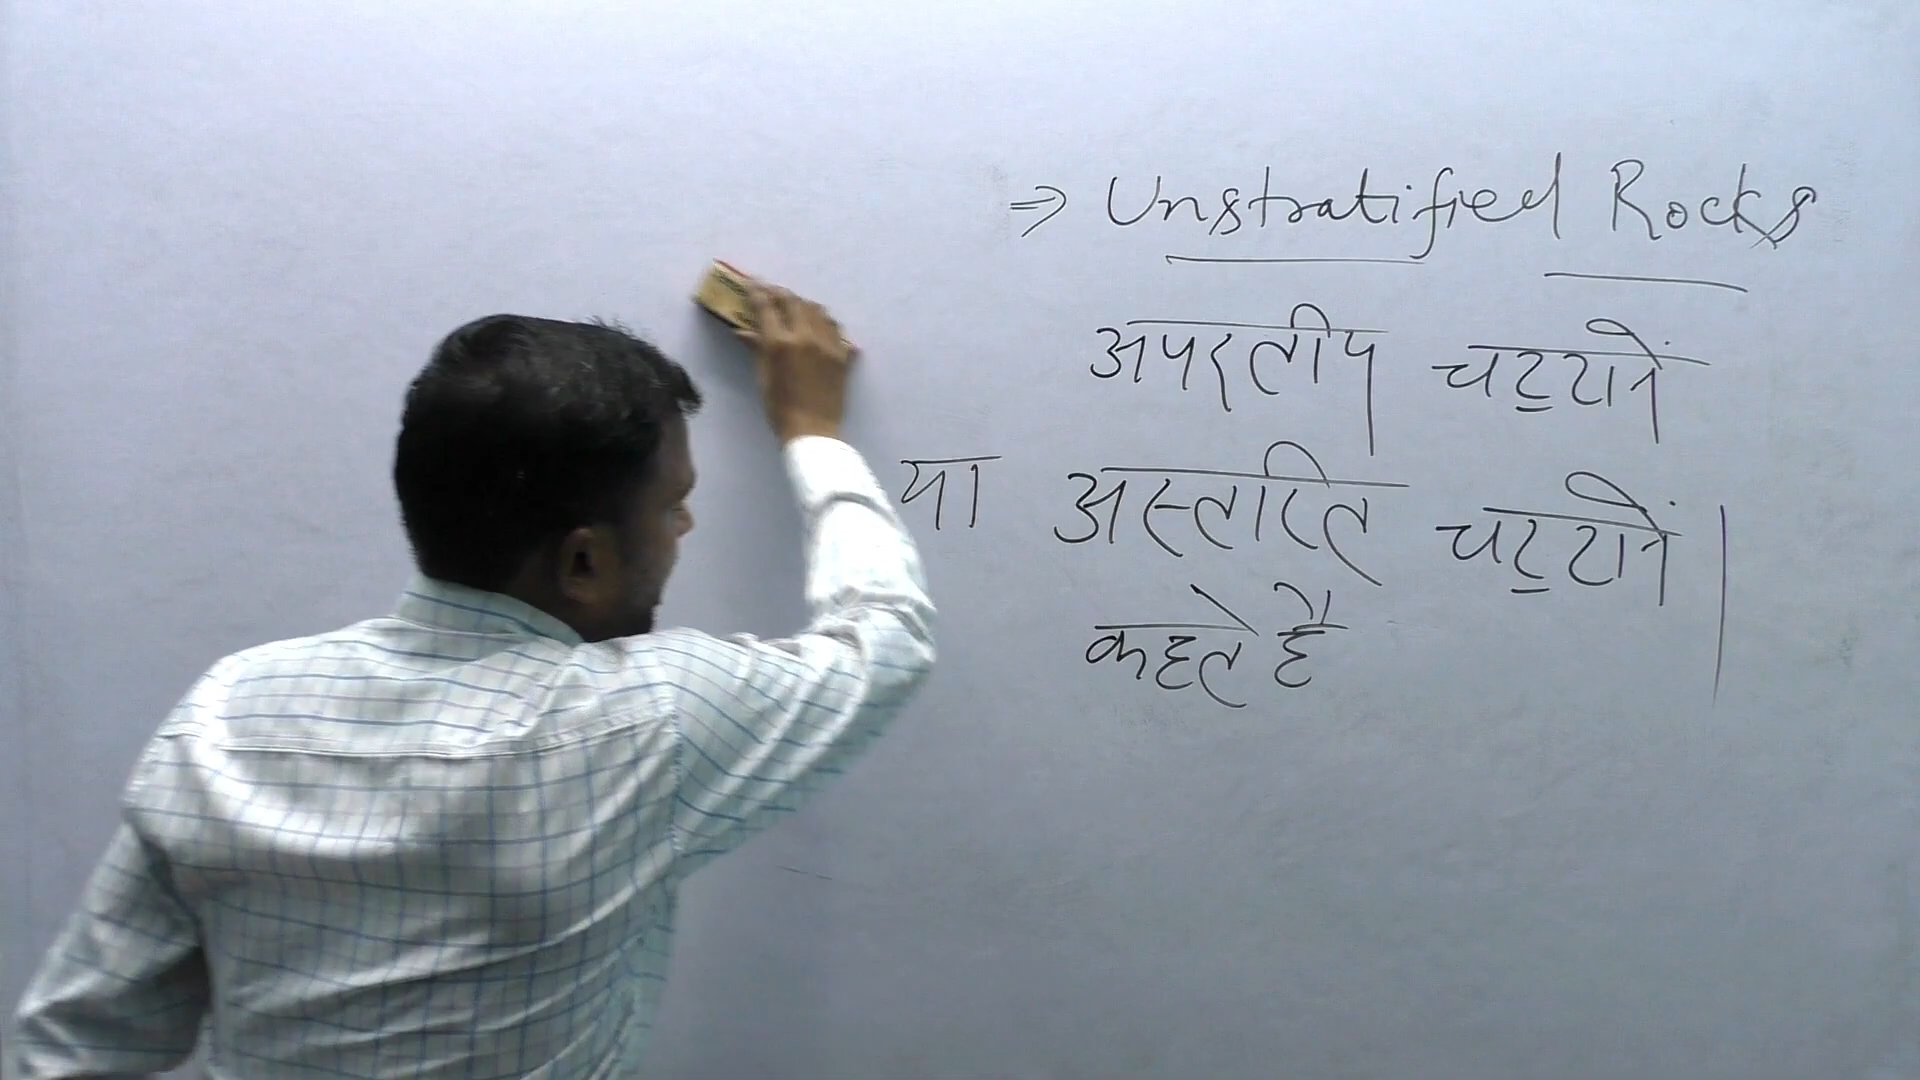 ⇒ Unstratified Rocks
अपरतीय चट्टानें
या अस्तरित चट्टानें
कहते है